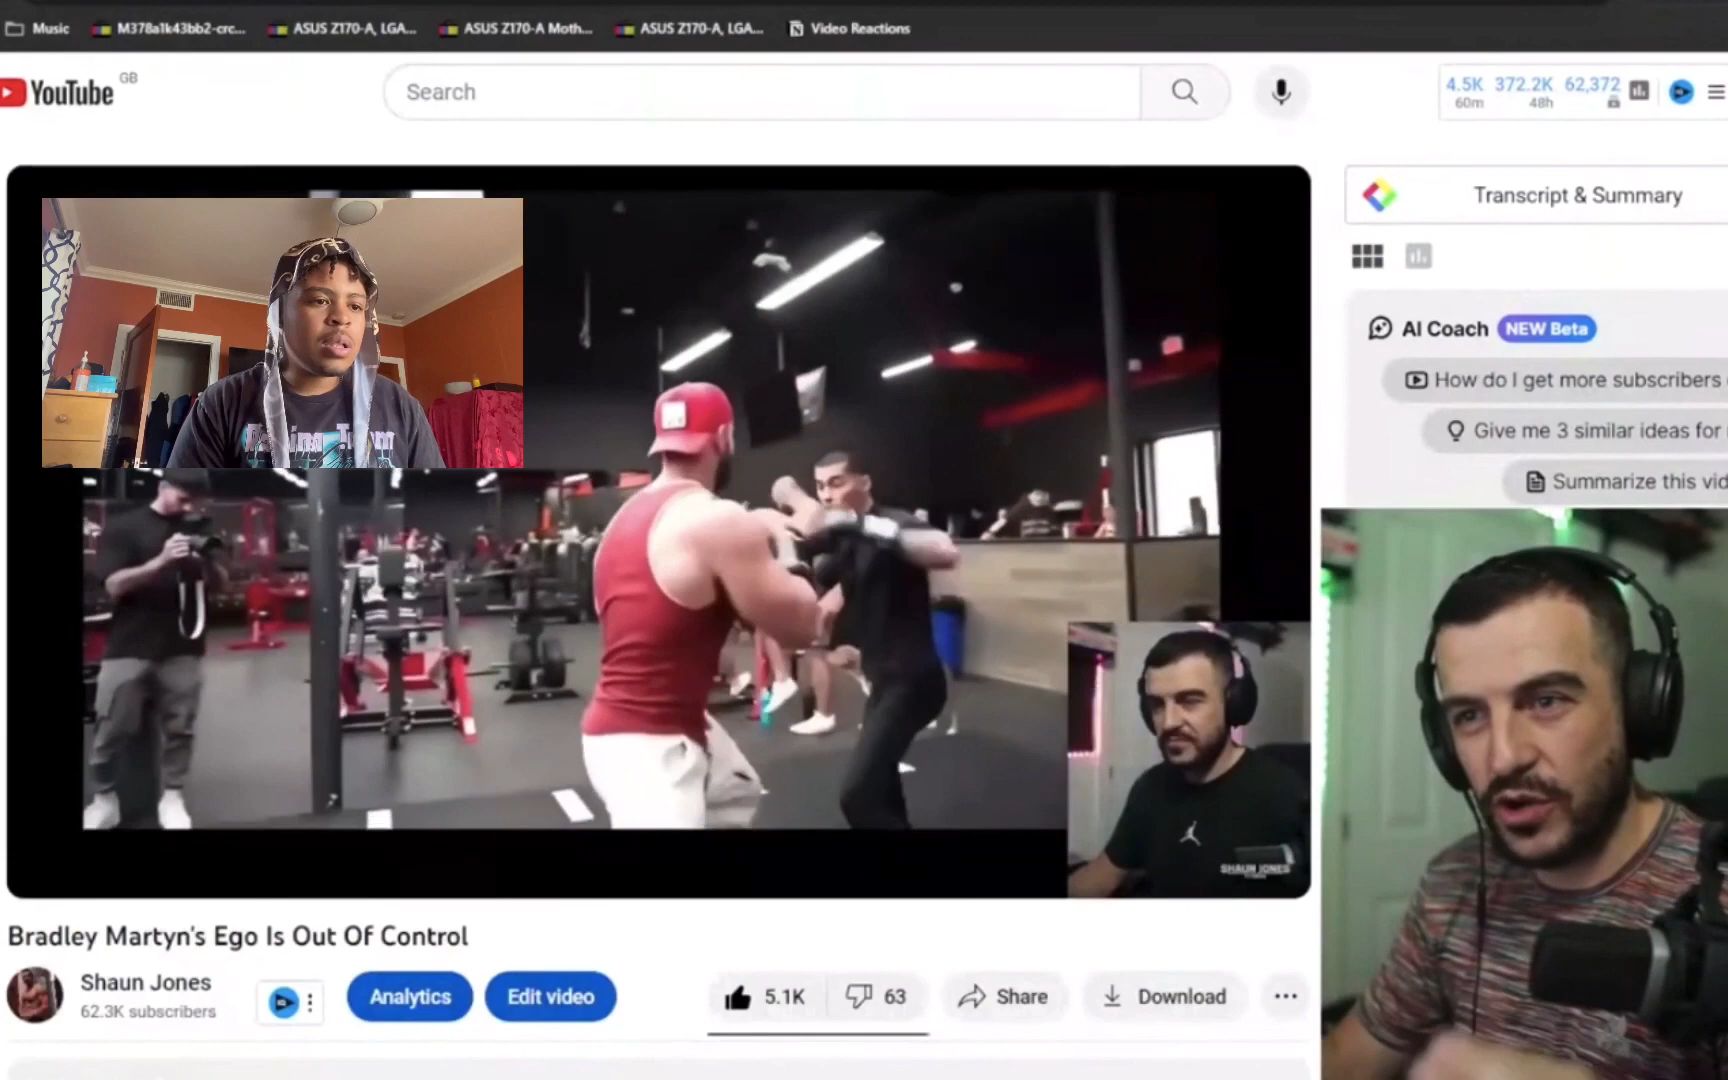 Music
M378a1k43bb2-crc...
ASUS Z170-A, LGA...
ASUS Z170-A Moth...
ASUS Z170-A, LGA...
Video Reactions
YouTube GB
Search
4.5K 372.2K 62,372
60m 48h
Transcript & Summary
AI Coach NEW Beta
How do I get more subscribers
Give me 3 similar ideas for
Summarize this vid
SHAUN JONES
Bradley Martyn's Ego Is Out Of Control
Shaun Jones
62.3K subscribers
Analytics
Edit video
5.1K
63
Share
Download